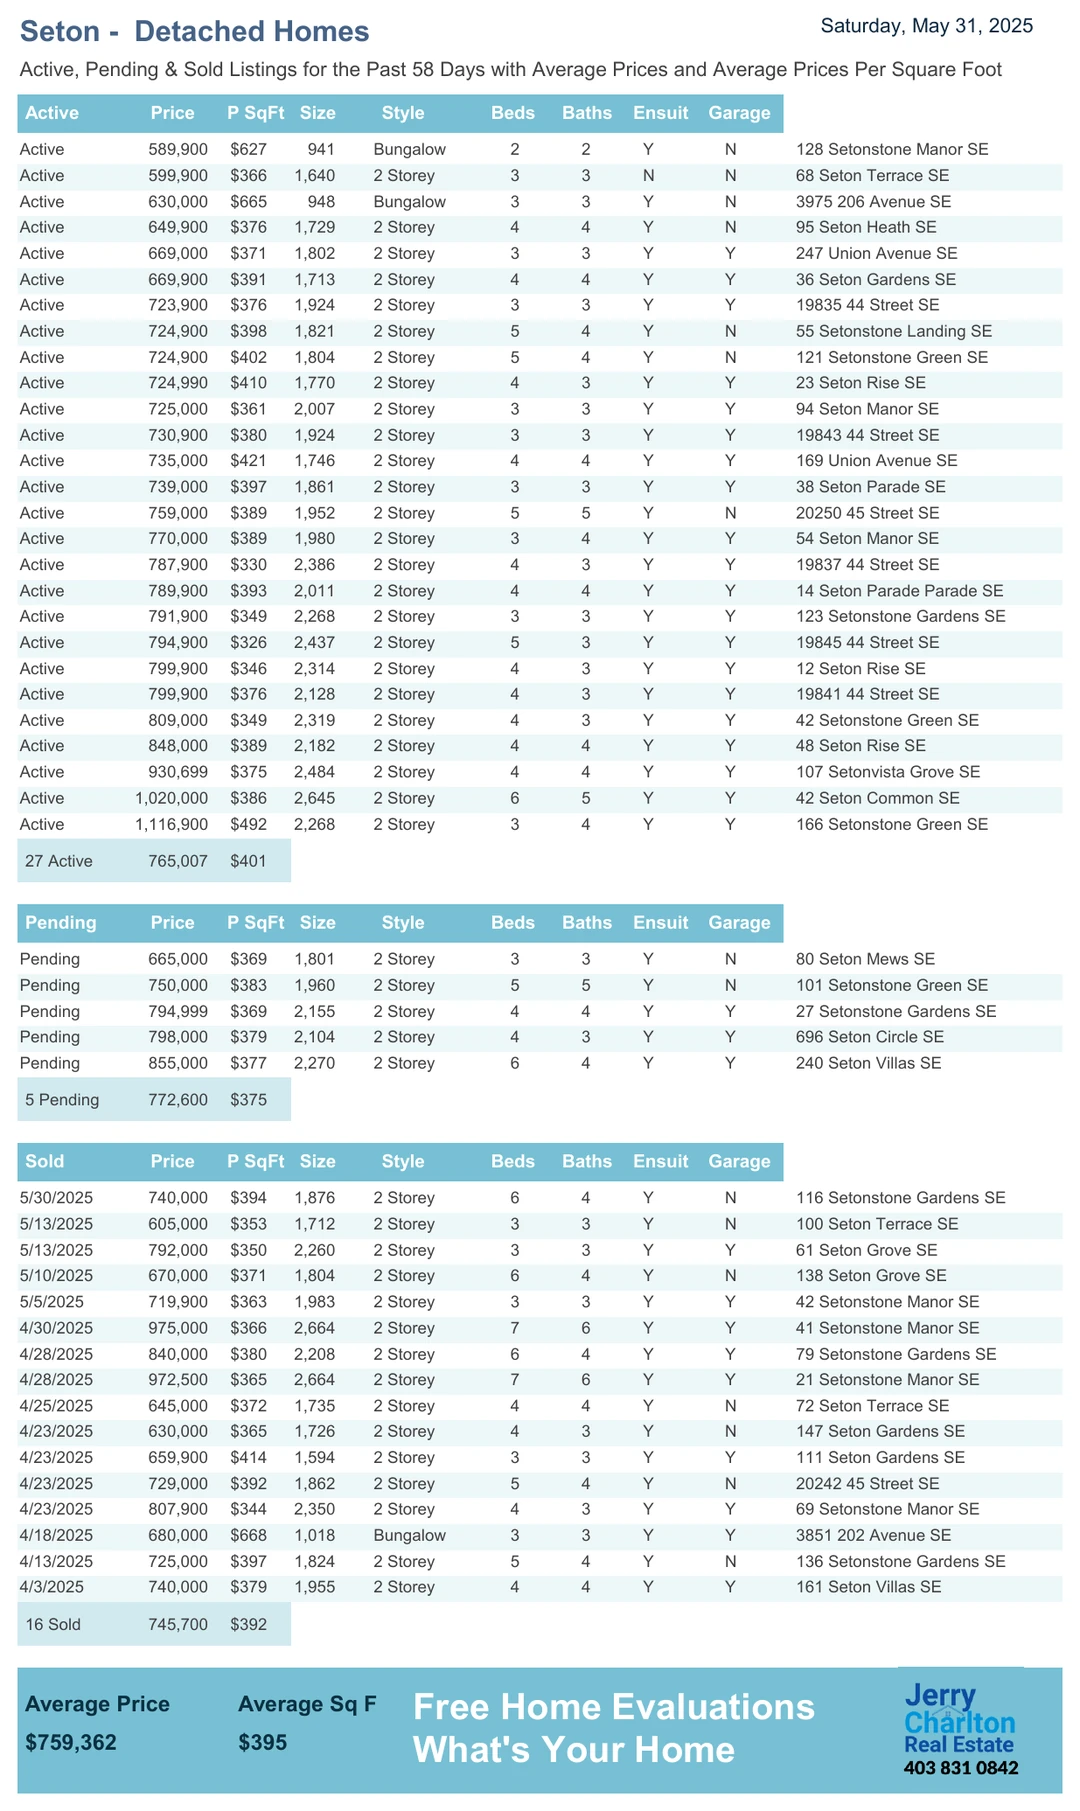 Seton -  Detached Homes
Saturday, May 31, 2025
Active, Pending & Sold Listings for the Past 58 Days with Average Prices and Average Prices Per Square Foot
Active Price P SqFt Size Style Beds Baths Ensuit Garage
Active 589,900 $627 941 Bungalow 2 2 Y N 128 Setonstone Manor SE
Active 599,900 $366 1,640 2 Storey 3 3 N N 68 Seton Terrace SE
Active 630,000 $665 948 Bungalow 3 3 Y N 3975 206 Avenue SE
Active 649,900 $376 1,729 2 Storey 4 4 Y N 95 Seton Heath SE
Active 669,000 $371 1,802 2 Storey 3 3 Y Y 247 Union Avenue SE
Active 669,900 $391 1,713 2 Storey 4 4 Y Y 36 Seton Gardens SE
Active 723,900 $376 1,924 2 Storey 3 3 Y Y 19835 44 Street SE
Active 724,900 $398 1,821 2 Storey 5 4 Y N 55 Setonstone Landing SE
Active 724,900 $402 1,804 2 Storey 5 4 Y N 121 Setonstone Green SE
Active 724,990 $410 1,770 2 Storey 4 3 Y Y 23 Seton Rise SE
Active 725,000 $361 2,007 2 Storey 3 3 Y Y 94 Seton Manor SE
Active 730,900 $380 1,924 2 Storey 3 3 Y Y 19843 44 Street SE
Active 735,000 $421 1,746 2 Storey 4 4 Y Y 169 Union Avenue SE
Active 739,000 $397 1,861 2 Storey 3 3 Y Y 38 Seton Parade SE
Active 759,000 $389 1,952 2 Storey 5 5 Y N 20250 45 Street SE
Active 770,000 $389 1,980 2 Storey 3 4 Y Y 54 Seton Manor SE
Active 787,900 $330 2,386 2 Storey 4 3 Y Y 19837 44 Street SE
Active 789,900 $393 2,011 2 Storey 4 4 Y Y 14 Seton Parade Parade SE
Active 791,900 $349 2,268 2 Storey 3 3 Y Y 123 Setonstone Gardens SE
Active 794,900 $326 2,437 2 Storey 5 3 Y Y 19845 44 Street SE
Active 799,900 $346 2,314 2 Storey 4 3 Y Y 12 Seton Rise SE
Active 799,900 $376 2,128 2 Storey 4 3 Y Y 19841 44 Street SE
Active 809,000 $349 2,319 2 Storey 4 3 Y Y 42 Setonstone Green SE
Active 848,000 $389 2,182 2 Storey 4 4 Y Y 48 Seton Rise SE
Active 930,699 $375 2,484 2 Storey 4 4 Y Y 107 Setonvista Grove SE
Active 1,020,000 $386 2,645 2 Storey 6 5 Y Y 42 Seton Common SE
Active 1,116,900 $492 2,268 2 Storey 3 4 Y Y 166 Setonstone Green SE
27 Active 765,007 $401
Pending Price P SqFt Size Style Beds Baths Ensuit Garage
Pending 665,000 $369 1,801 2 Storey 3 3 Y N 80 Seton Mews SE
Pending 750,000 $383 1,960 2 Storey 5 5 Y N 101 Setonstone Green SE
Pending 794,999 $369 2,155 2 Storey 4 4 Y Y 27 Setonstone Gardens SE
Pending 798,000 $379 2,104 2 Storey 4 3 Y Y 696 Seton Circle SE
Pending 855,000 $377 2,270 2 Storey 6 4 Y Y 240 Seton Villas SE
5 Pending 772,600 $375
Sold Price P SqFt Size Style Beds Baths Ensuit Garage
5/30/2025 740,000 $394 1,876 2 Storey 6 4 Y N 116 Setonstone Gardens SE
5/13/2025 605,000 $353 1,712 2 Storey 3 3 Y N 100 Seton Terrace SE
5/13/2025 792,000 $350 2,260 2 Storey 3 3 Y Y 61 Seton Grove SE
5/10/2025 670,000 $371 1,804 2 Storey 6 4 Y N 138 Seton Grove SE
5/5/2025 719,900 $363 1,983 2 Storey 3 3 Y Y 42 Setonstone Manor SE
4/30/2025 975,000 $366 2,664 2 Storey 7 6 Y Y 41 Setonstone Manor SE
4/28/2025 840,000 $380 2,208 2 Storey 6 4 Y Y 79 Setonstone Gardens SE
4/28/2025 972,500 $365 2,664 2 Storey 7 6 Y Y 21 Setonstone Manor SE
4/25/2025 645,000 $372 1,735 2 Storey 4 4 Y N 72 Seton Terrace SE
4/23/2025 630,000 $365 1,726 2 Storey 4 3 Y N 147 Seton Gardens SE
4/23/2025 659,900 $414 1,594 2 Storey 3 3 Y Y 111 Seton Gardens SE
4/23/2025 729,000 $392 1,862 2 Storey 5 4 Y N 20242 45 Street SE
4/23/2025 807,900 $344 2,350 2 Storey 4 3 Y Y 69 Setonstone Manor SE
4/18/2025 680,000 $668 1,018 Bungalow 3 3 Y Y 3851 202 Avenue SE
4/13/2025 725,000 $397 1,824 2 Storey 5 4 Y N 136 Setonstone Gardens SE
4/3/2025 740,000 $379 1,955 2 Storey 4 4 Y Y 161 Seton Villas SE
16 Sold 745,700 $392
Average Price Average Sq F
$759,362 $395
Free Home Evaluations
What's Your Home
Jerry
Charlton
Real Estate
403 831 0842